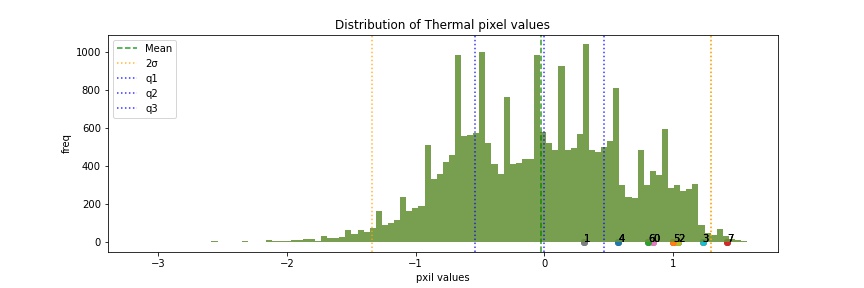 Distribution of Thermal pixel values
Mean
2σ
q1
q2
q3
freq
1000
800
600
400
200
0
1
4
60
52
3
7
−3
−2
−1
0
1
pxil values